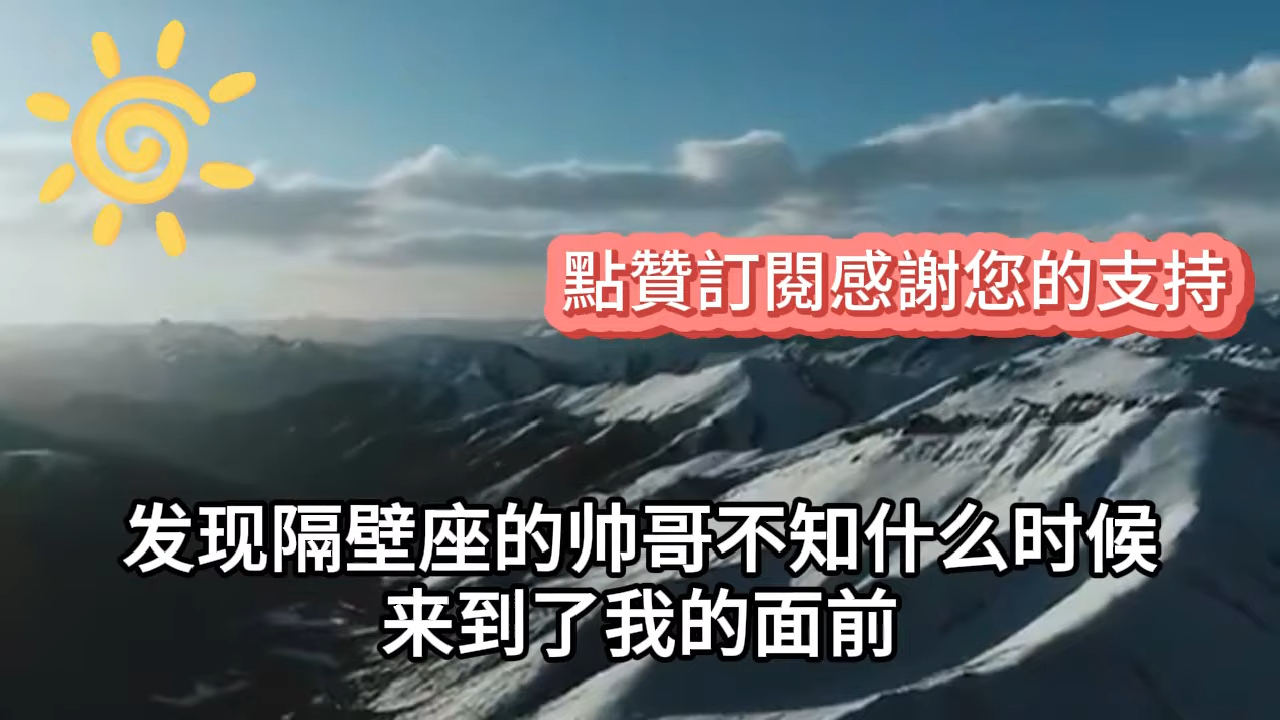 點贊訂閱感謝您的支持
发现隔壁座的帅哥不知什么时候
来到了我的面前